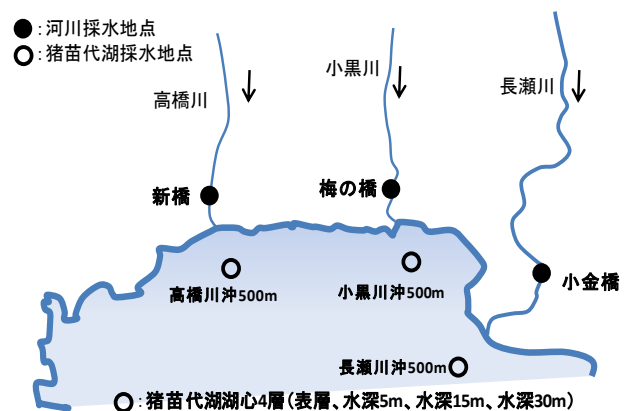 ●:河川採水地点
○:猪苗代湖採水地点
高橋川
小黒川
長瀬川
新橋
梅の橋
小金橋
高橋川沖500m
小黒川沖500m
長瀬川沖500m
○:猪苗代湖湖心4層(表層、水深5m、水深15m、水深30m)